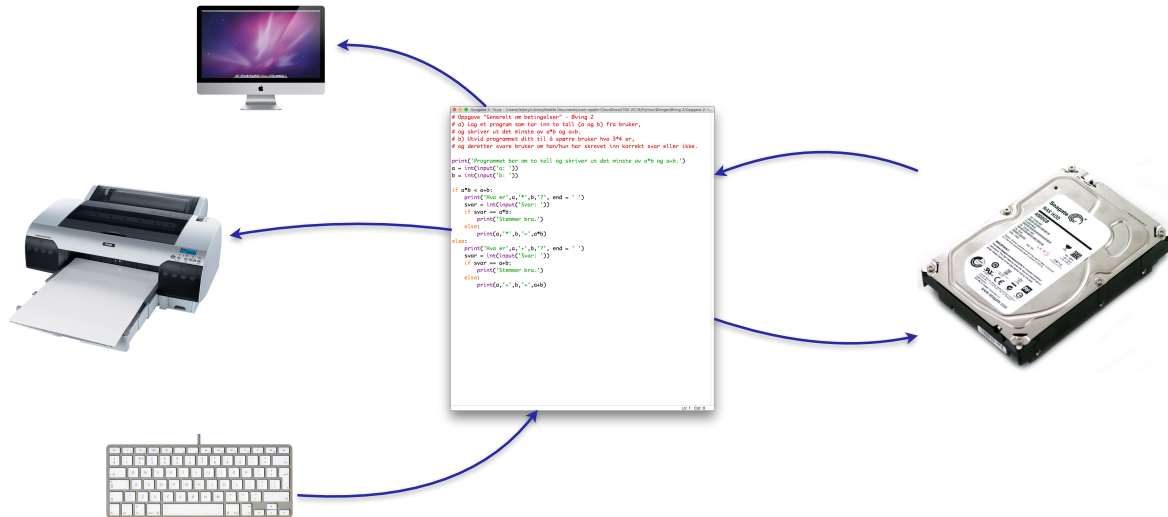 # Oppgave "Generelt om betingelser" - Øving 2
# a) Lag et program som tar inn to tall (a og b) fra bruker,
# og skriver ut det minste av a*b og a+b.
# b) Utvid programmet ditt til å spørre bruker hva 3*4 er,
# og deretter svare bruker om han/hun har skrevet inn korrekt svar eller ikke.
print('Programmet ber om to tall og skriver ut det minste av a*b og a+b.')
a = int(input('a: '))
b = int(input('b: '))
if a*b < a+b:
    print('Hva er',a,'*',b,'?', end = ' ')
    svar = int(input('Svar: '))
    if svar == a*b:
        print('Stemmer bra.')
    else:
        print(a,'*',b,'=',a*b)
else:
    print('Hva er',a,'+',b,'?', end = ' ')
    svar = int(input('Svar: '))
    if svar == a+b:
        print('Stemmer bra.')
    else:
        print(a,'+',b,'=',a+b)
Ln: 1 Col: 0
Seagate